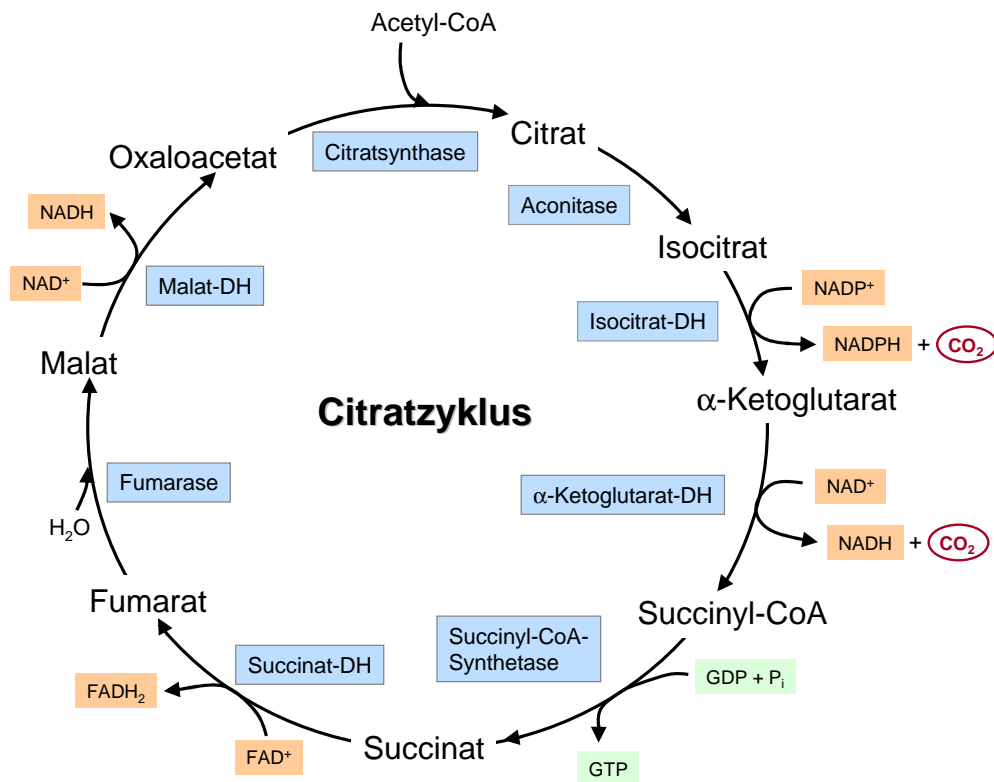 Acetyl-CoA
Citrat
Citratsynthase
Oxaloacetat
Aconitase
NADH
Isocitrat
NAD⁺
Malat-DH
NADP⁺
Isocitrat-DH
NADPH + CO₂
Malat
α-Ketoglutarat
Citratzyklus
Fumarase
α-Ketoglutarat-DH
NAD⁺
H₂O
NADH + CO₂
Fumarat
Succinyl-CoA
Succinyl-CoA-
Synthetase
Succinat-DH
GDP + Pᵢ
FADH₂
Succinat
FAD⁺
GTP